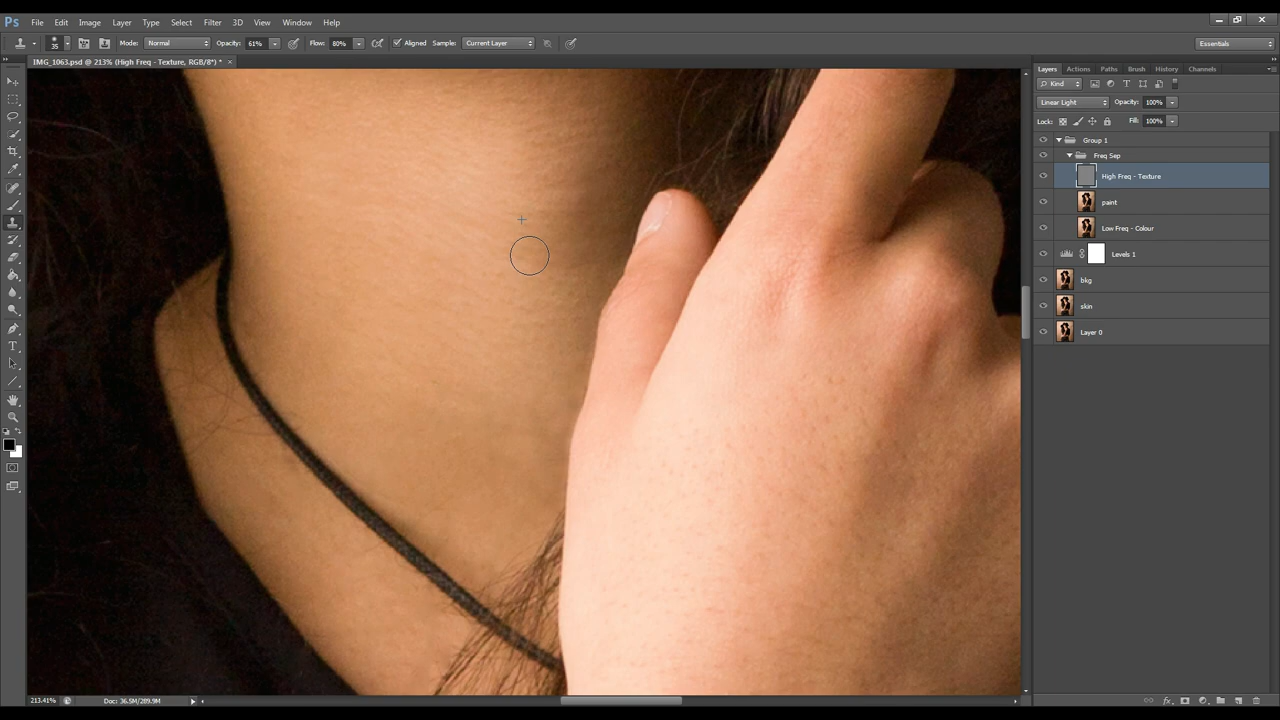 Ps File Edit Image Layer Type Select Filter 3D View Window Help
35 Mode: Normal Opacity: 61% Flow: 80% Aligned Sample: Current Layer Essentials
IMG_1063.psd @ 213% (High Freq - Texture, RGB/8*) * ×
Layers Actions Paths Brush History Channels
Kind
Linear Light Opacity: 100%
Lock: Fill: 100%
Group 1
Freq Sep
High Freq - Texture
paint
Low Freq - Colour
Levels 1
bkg
skin
Layer 0
213.41% Doc: 36.5M/289.9M